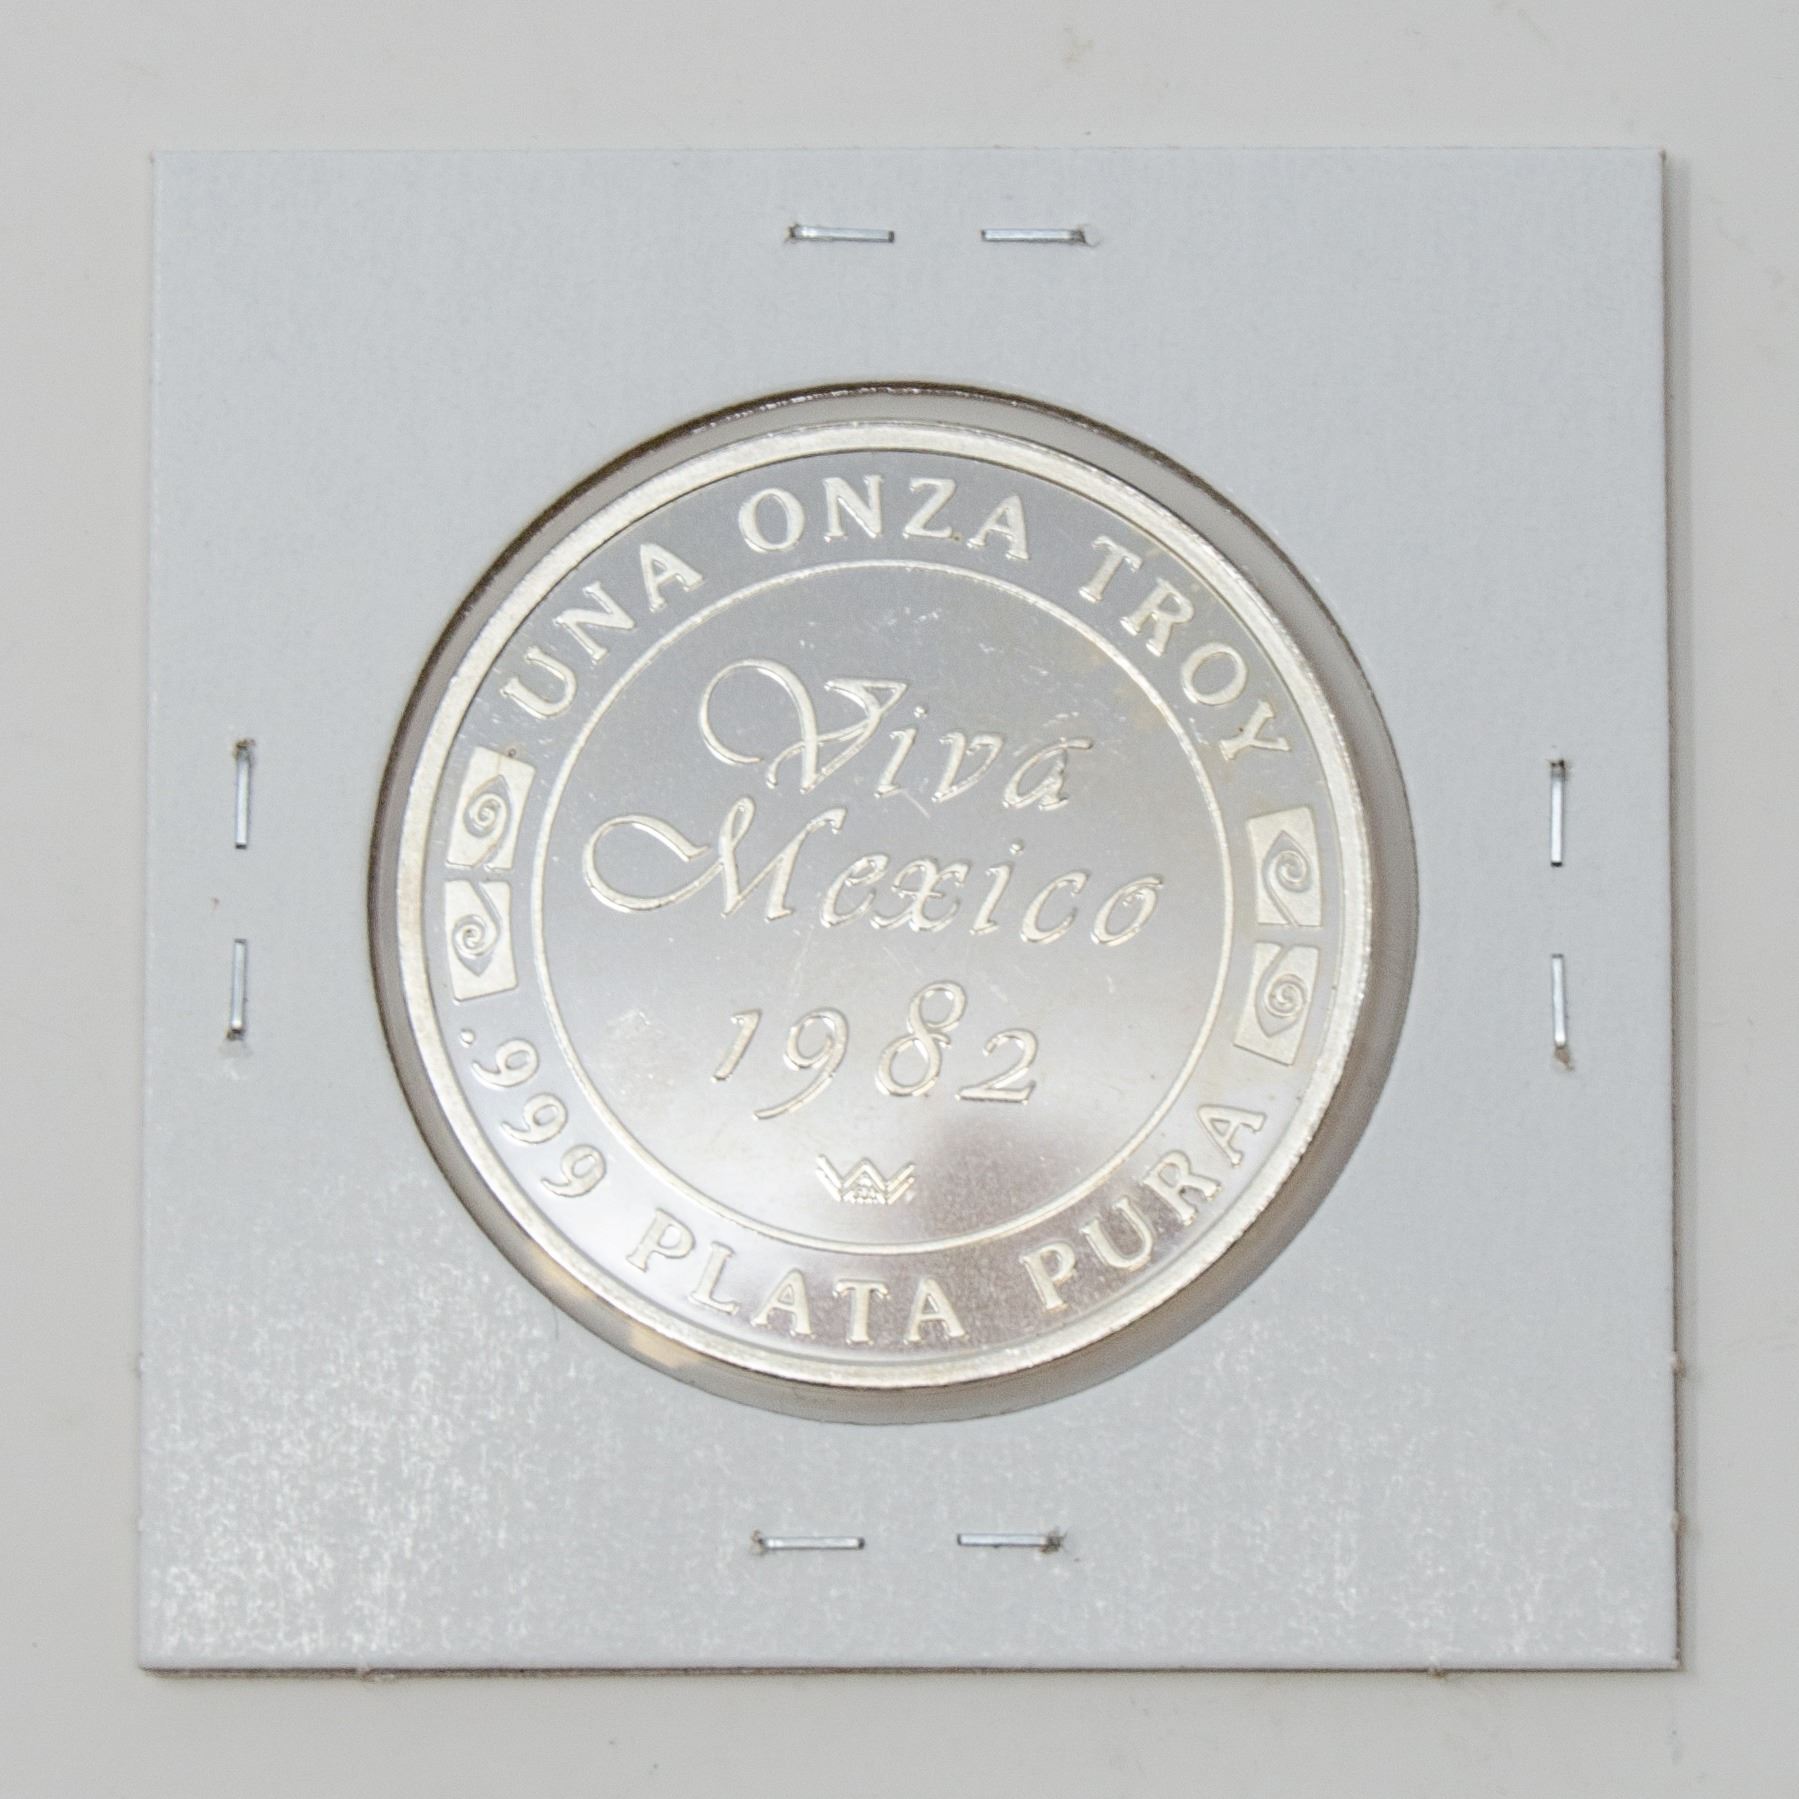 UNA ONZA TROY
Viva
Mexico
1982
.999 PLATA PURA